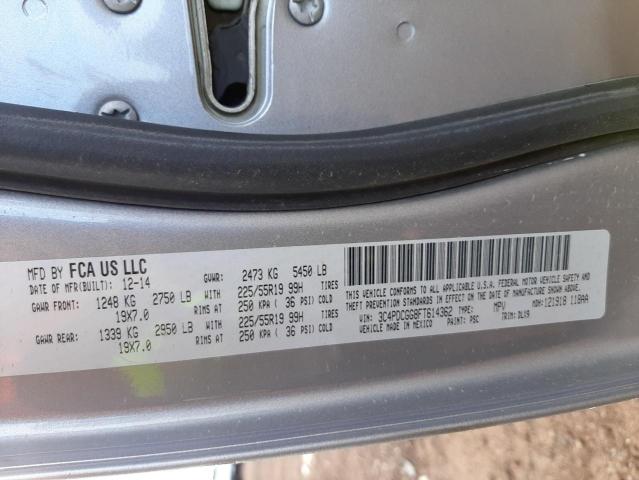 MFD BY FCA US LLC
DATE OF MFR(BUILT): 12-14 GVWR: 2473 KG 5450 LB
GAWR FRONT: 1248 KG 2750 LB WITH 225/55R19 99H TIRES
19X7.0 RIMS AT 250 KPA ( 36 PSI) COLD
GAWR REAR: 1339 KG 2950 LB WITH 225/55R19 99H TIRES
19X7.0 RIMS AT 250 KPA ( 36 PSI) COLD
THIS VEHICLE CONFORMS TO ALL APPLICABLE U.S.A. FEDERAL MOTOR VEHICLE SAFETY AND
THEFT PREVENTION STANDARDS IN EFFECT ON THE DATE OF MANUFACTURE SHOWN ABOVE.
VIN: 3C4PDCGG8FT614362 TYPE: MPV MDH: 121918 118AA
MADE IN MEXICO PAINT: PSC TRIM: DLX9